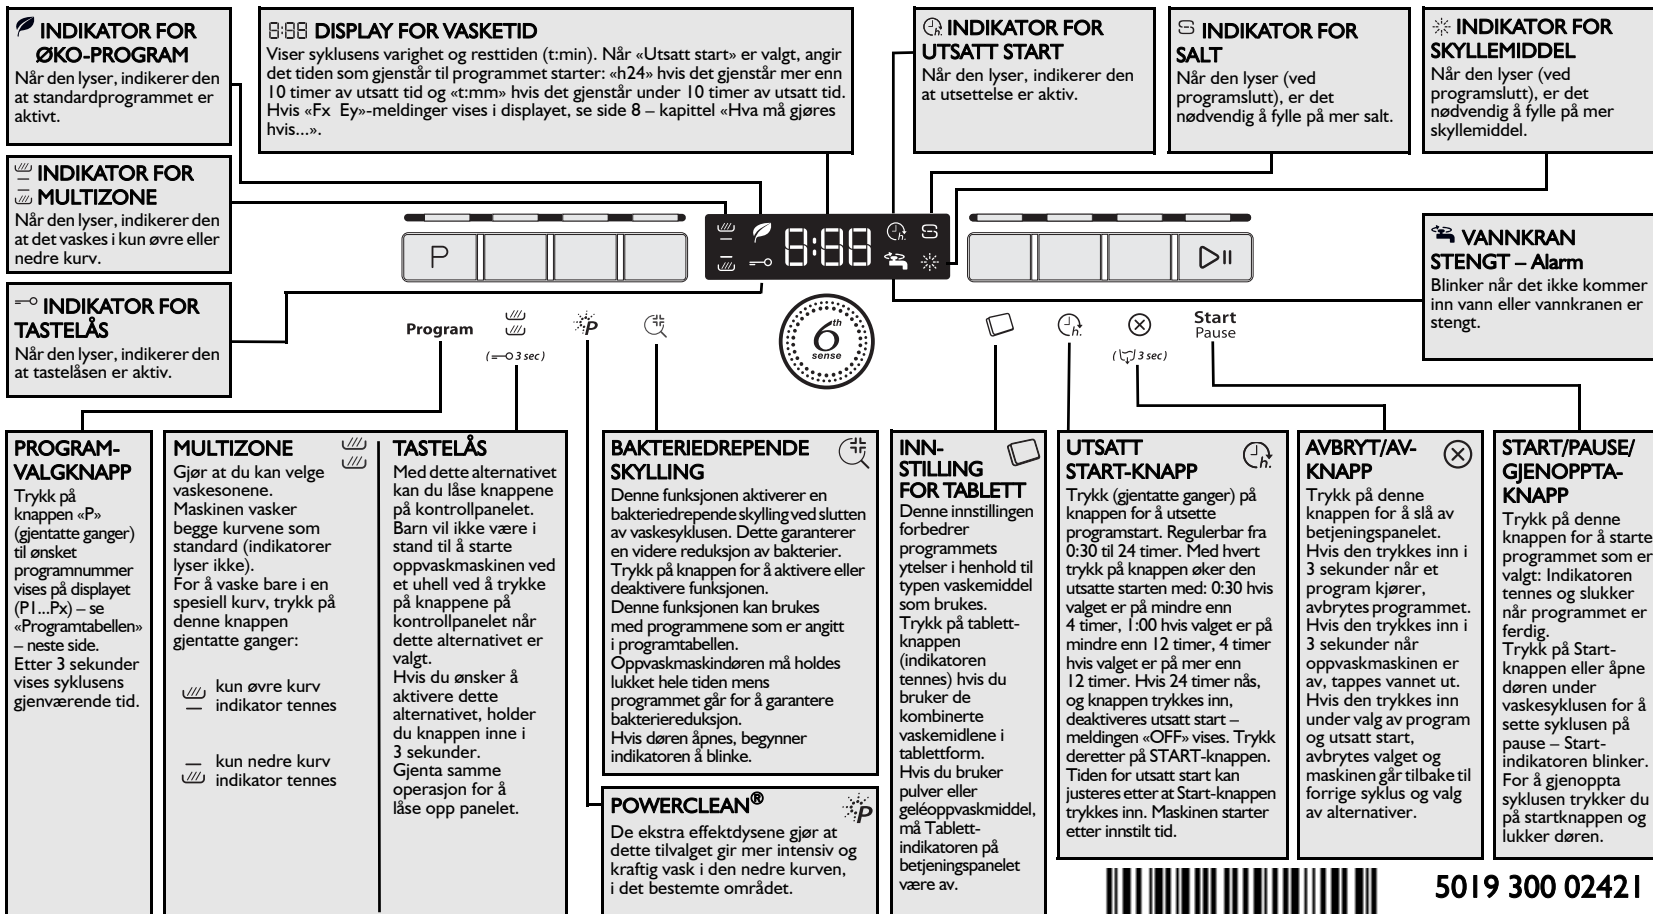 INDIKATOR FOR
ØKO-PROGRAM
Når den lyser, indikerer den
at standardprogrammet er
aktivt.
8:88 DISPLAY FOR VASKETID
Viser syklusens varighet og resttiden (t:min). Når «Utsatt start» er valgt, angir
det tiden som gjenstår til programmet starter: «h24» hvis det gjenstår mer enn
10 timer av utsatt tid og «t:mm» hvis det gjenstår under 10 timer av utsatt tid.
Hvis «Fx Ey»-meldinger vises i displayet, se side 8 – kapittel «Hva må gjøres
hvis...».
h. INDIKATOR FOR
UTSATT START
Når den lyser, indikerer den
at utsettelse er aktiv.
INDIKATOR FOR
SALT
Når den lyser (ved
programslutt), er det
nødvendig å fylle på mer salt.
INDIKATOR FOR
SKYLLEMIDDEL
Når den lyser (ved
programslutt), er det
nødvendig å fylle på mer
skyllemiddel.
INDIKATOR FOR
MULTIZONE
Når den lyser, indikerer den
at det vaskes i kun øvre eller
nedre kurv.
INDIKATOR FOR
TASTELÅS
Når den lyser, indikerer den
at tastelåsen er aktiv.
VANNKRAN
STENGT – Alarm
Blinker når det ikke kommer
inn vann eller vannkranen er
stengt.
P
8:88
h.
Program
(3 sec)
P
6th
sense
h.
(3 sec)
Start
Pause
PROGRAM-
VALGKNAPP
Trykk på
knappen «P»
(gjentatte ganger)
til ønsket
programnummer
vises på displayet
(P1...Px) – se
«Programtabellen»
– neste side.
Etter 3 sekunder
vises syklusens
gjenværende tid.
MULTIZONE
Gjør at du kan velge
vaskesonene.
Maskinen vasker
begge kurvene som
standard (indikatorer
lyser ikke).
For å vaske bare i en
spesiell kurv, trykk på
denne knappen
gjentatte ganger:
kun øvre kurv
indikator tennes
kun nedre kurv
indikator tennes
TASTELÅS
Med dette alternativet
kan du låse knappene
på kontrollpanelet.
Barn vil ikke være i
stand til å starte
oppvaskmaskinen ved
et uhell ved å trykke
på knappene på
kontrollpanelet når
dette alternativet er
valgt.
Hvis du ønsker å
aktivere dette
alternativet, holder
du knappen inne i
3 sekunder.
Gjenta samme
operasjon for å
låse opp panelet.
BAKTERIEDREPENDE
SKYLLING
Denne funksjonen aktiverer en
bakteriedrepende skylling ved slutten
av vaskesyklusen. Dette garanterer
en videre reduksjon av bakterier.
Trykk på knappen for å aktivere eller
deaktivere funksjonen.
Denne funksjonen kan brukes
med programmene som er angitt
i programtabellen.
Oppvaskmaskindøren må holdes
lukket hele tiden mens
programmet går for å garantere
bakteriereduksjon.
Hvis døren åpnes, begynner
indikatoren å blinke.
POWERCLEAN®
P
De ekstra effektdysene gjør at
dette tilvalget gir mer intensiv og
kraftig vask i den nedre kurven,
i det bestemte området.
INN-
STILLING
FOR TABLETT
Denne innstillingen
forbedrer
programmets
ytelser i henhold til
typen vaskemiddel
som brukes.
Trykk på tablett-
knappen
(indikatoren
tennes) hvis du
bruker de
kombinerte
vaskemidlene i
tablettform.
Hvis du bruker
pulver eller
geléoppvaskmiddel,
må Tablett-
indikatoren på
betjeningspanelet
være av.
UTSATT
START-KNAPP
h.
Trykk (gjentatte ganger) på
knappen for å utsette
programstart. Regulerbar fra
0:30 til 24 timer. Med hvert
trykk på knappen øker den
utsatte starten med: 0:30 hvis
valget er på mindre enn
4 timer, 1:00 hvis valget er på
mindre enn 12 timer, 4 timer
hvis valget er på mer enn
12 timer. Hvis 24 timer nås,
og knappen trykkes inn,
deaktiveres utsatt start –
meldingen «OFF» vises. Trykk
deretter på START-knappen.
Tiden for utsatt start kan
justeres etter at Start-knappen
trykkes inn. Maskinen starter
etter innstilt tid.
AVBRYT/AV-
KNAPP
Trykk på denne
knappen for å slå av
betjeningspanelet.
Hvis den trykkes inn i
3 sekunder når et
program kjører,
avbrytes programmet.
Hvis den trykkes inn i
3 sekunder når
oppvaskmaskinen er
av, tappes vannet ut.
Hvis den trykkes inn
under valg av program
og utsatt start,
avbrytes valget og
maskinen går tilbake til
forrige syklus og valg
av alternativer.
START/PAUSE/
GJENOPPTA-
KNAPP
Trykk på denne
knappen for å starte
programmet som er
valgt: Indikatoren
tennes og slukker
når programmet er
ferdig.
Trykk på Start-
knappen eller åpne
døren under
vaskesyklusen for å
sette syklusen på
pause – Start-
indikatoren blinker.
For å gjenoppta
syklusen trykker du
på startknappen og
lukker døren.
5019 300 02421